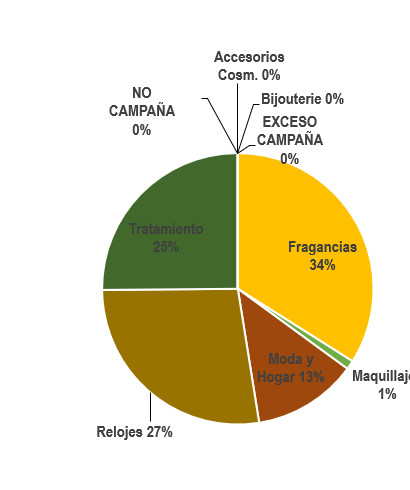 Accesorios
Cosm. 0%
NO
CAMPAÑA
0%
Bijouterie 0%
EXCESO
CAMPAÑA
0%
Tratamiento
25%
Fragancias
34%
Moda y
Hogar 13%
Maquillaje
1%
Relojes 27%